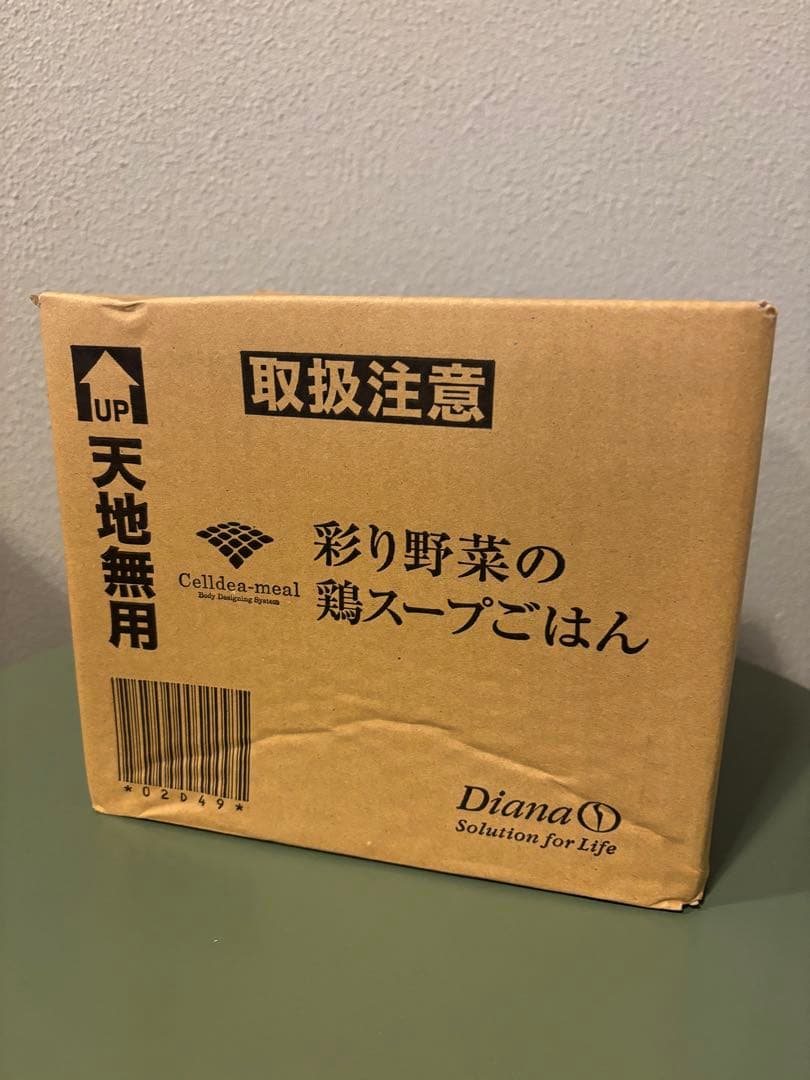 UP
天地無用
取扱注意
Celldea-meal
Body Designing System
彩り野菜の
鶏スープごはん
*02D49*
Diana
Solution for Life